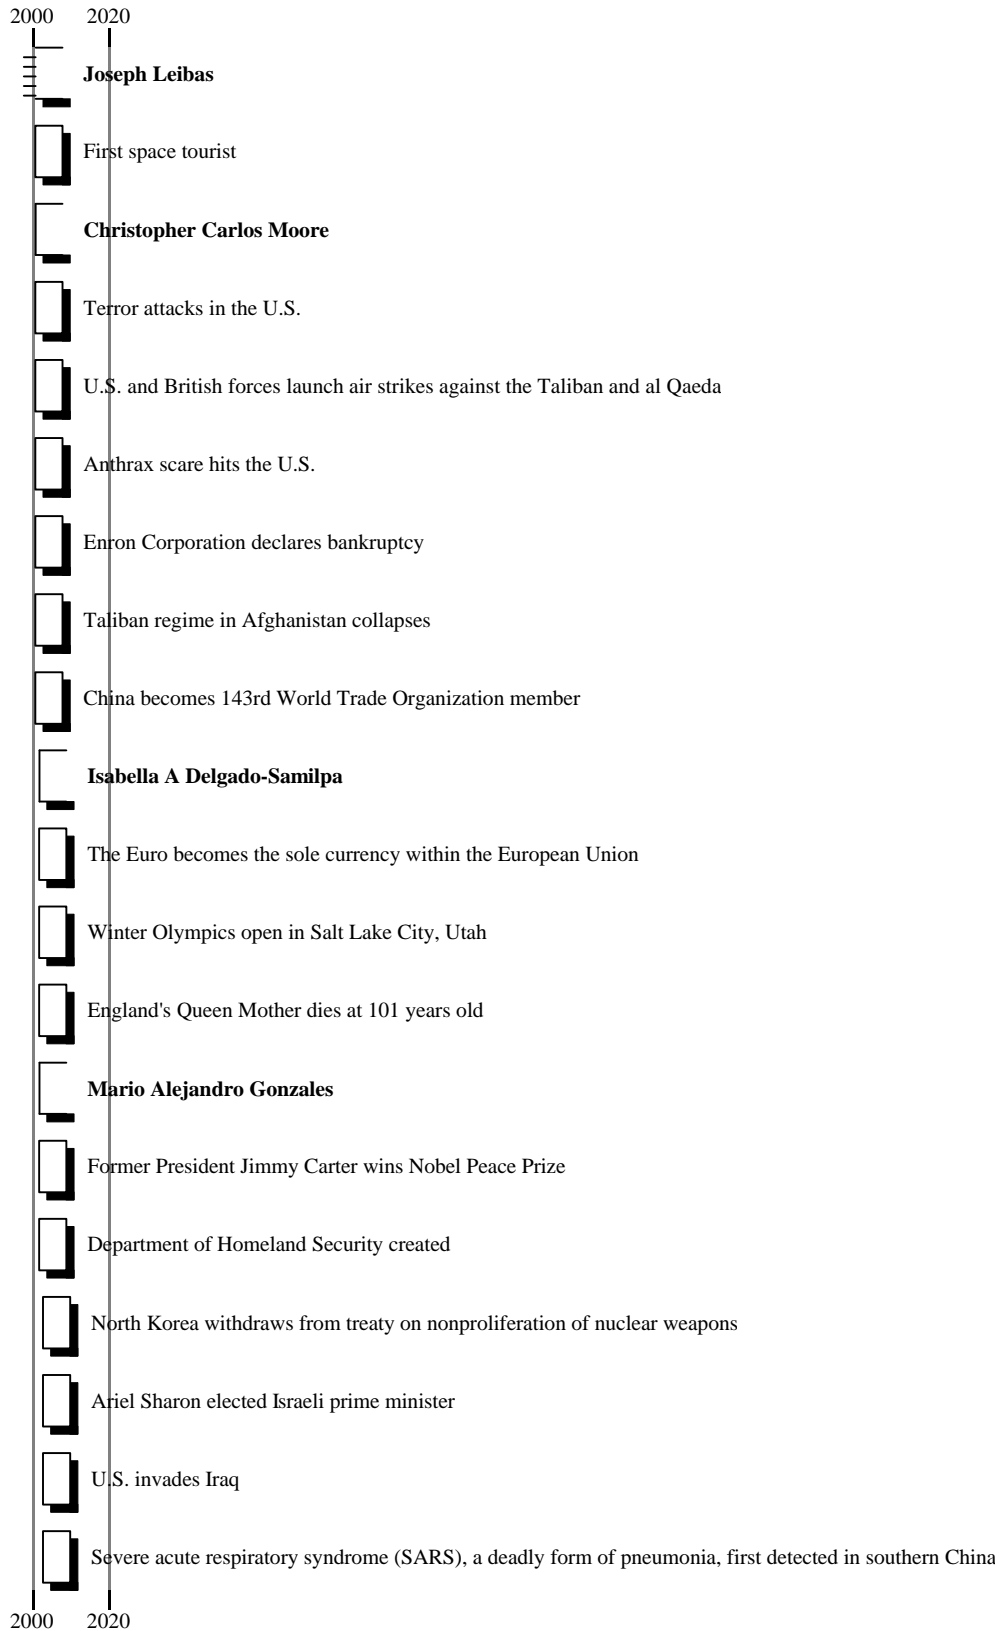 2000 2020
Joseph Leibas
First space tourist
Christopher Carlos Moore
Terror attacks in the U.S.
U.S. and British forces launch air strikes against the Taliban and al Qaeda
Anthrax scare hits the U.S.
Enron Corporation declares bankruptcy
Taliban regime in Afghanistan collapses
China becomes 143rd World Trade Organization member
Isabella A Delgado-Samilpa
The Euro becomes the sole currency within the European Union
Winter Olympics open in Salt Lake City, Utah
England's Queen Mother dies at 101 years old
Mario Alejandro Gonzales
Former President Jimmy Carter wins Nobel Peace Prize
Department of Homeland Security created
North Korea withdraws from treaty on nonproliferation of nuclear weapons
Ariel Sharon elected Israeli prime minister
U.S. invades Iraq
Severe acute respiratory syndrome (SARS), a deadly form of pneumonia, first detected in southern China
2000 2020